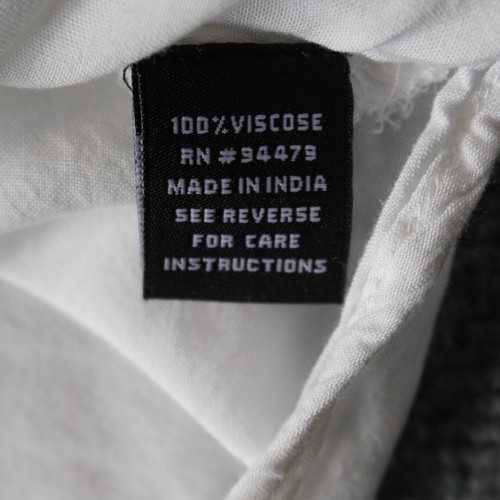 100% VISCOSE
RN #94479
MADE IN INDIA
SEE REVERSE
FOR CARE
INSTRUCTIONS